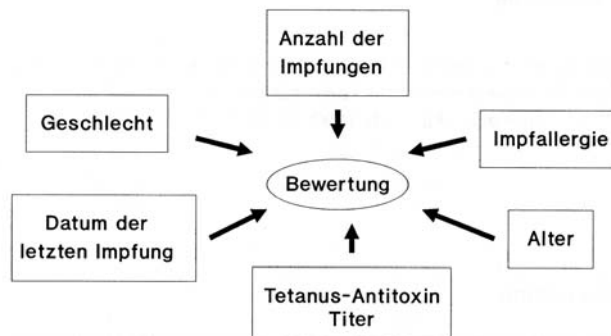 Anzahl der
Impfungen
Geschlecht
Impfallergie
Bewertung
Datum der
letzten Impfung
Alter
Tetanus-Antitoxin
Titer